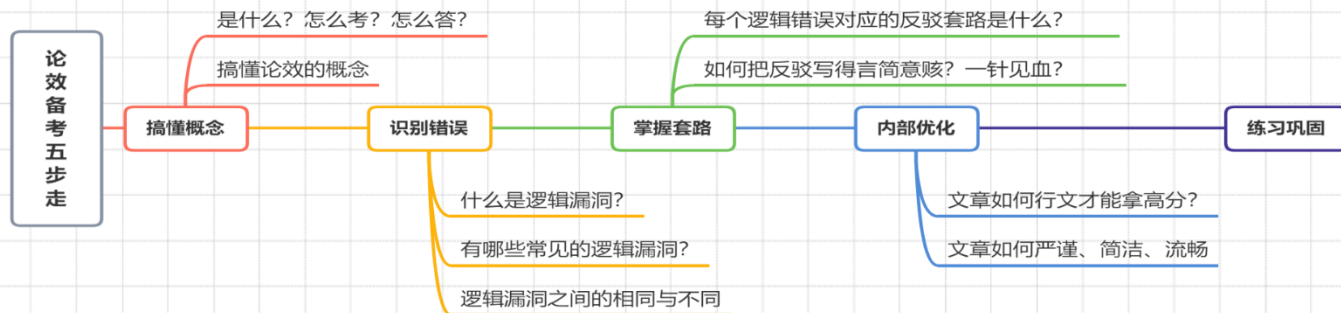 论效备考五步走
是什么？怎么考？怎么答？
搞懂论效的概念
搞懂概念
识别错误
什么是逻辑漏洞？
有哪些常见的逻辑漏洞？
逻辑漏洞之间的相同与不同
每个逻辑错误对应的反驳套路是什么？
如何把反驳写得言简意赅？一针见血？
掌握套路
内部优化
文章如何行文才能拿高分？
文章如何严谨、简洁、流畅
练习巩固